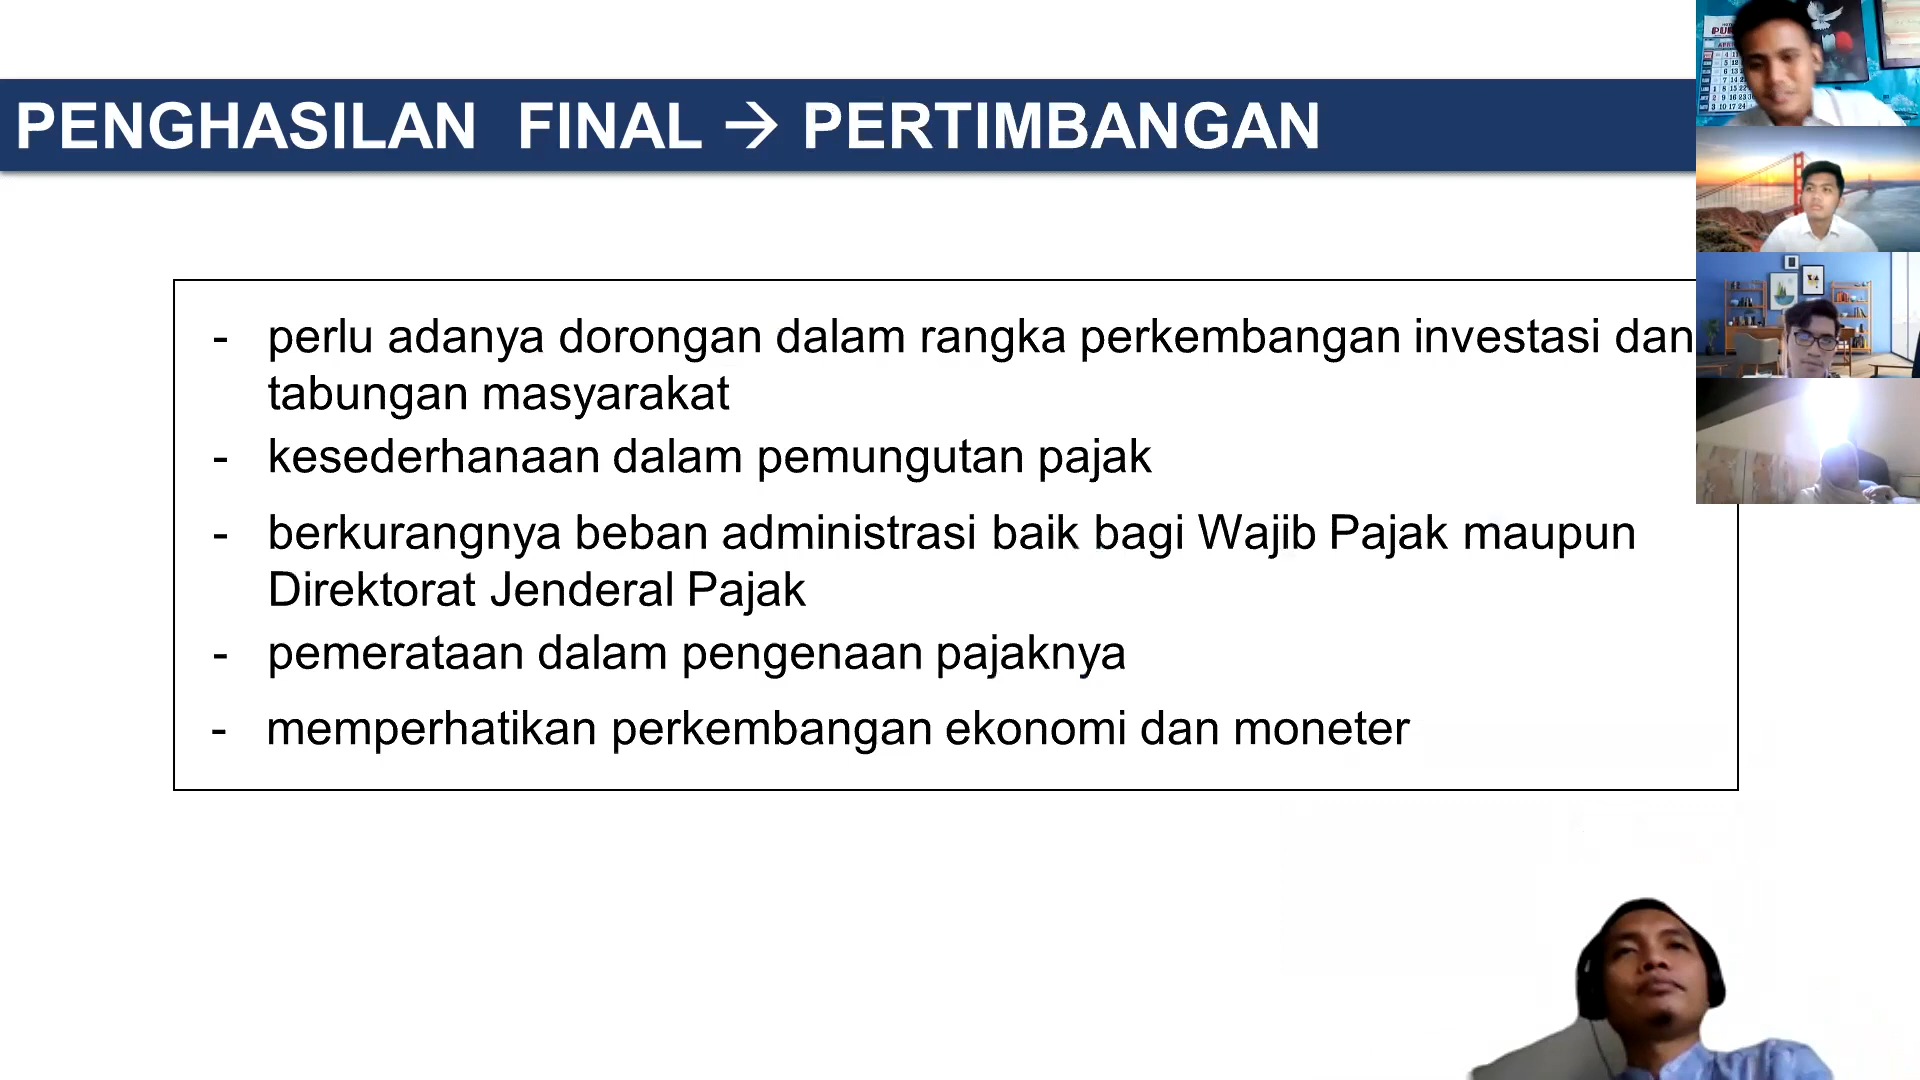 PENGHASILAN FINAL → PERTIMBANGAN
- perlu adanya dorongan dalam rangka perkembangan investasi dan
tabungan masyarakat
- kesederhanaan dalam pemungutan pajak
- berkurangnya beban administrasi baik bagi Wajib Pajak maupun
Direktorat Jenderal Pajak
- pemerataan dalam pengenaan pajaknya
- memperhatikan perkembangan ekonomi dan moneter